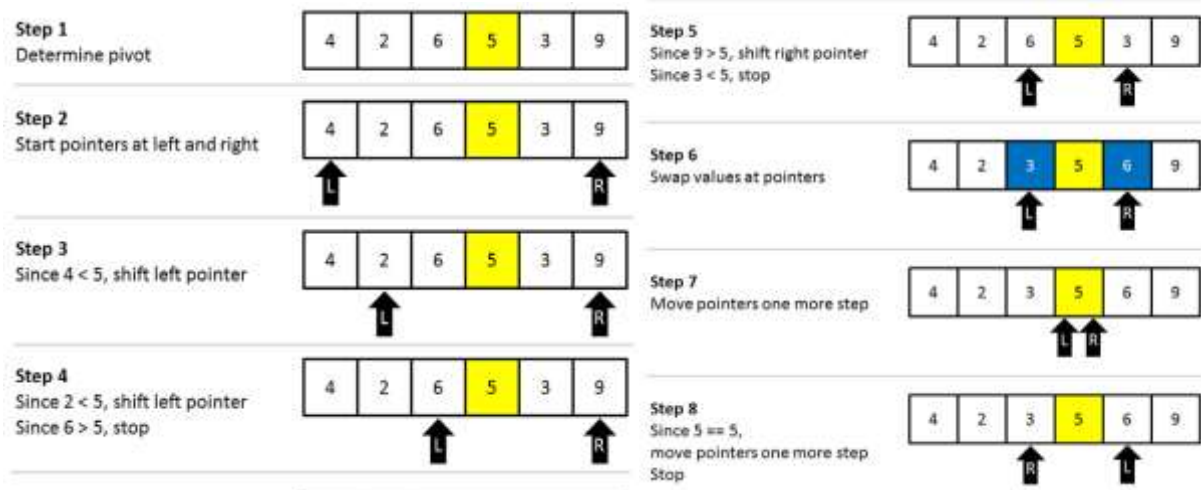 Step 1
Determine pivot
4 2 6 5 3 9
Step 2
Start pointers at left and right
4 2 6 5 3 9
L R
Step 3
Since 4 < 5, shift left pointer
4 2 6 5 3 9
L R
Step 4
Since 2 < 5, shift left pointer
Since 6 > 5, stop
4 2 6 5 3 9
L R
Step 5
Since 9 > 5, shift right pointer
Since 3 < 5, stop
4 2 6 5 3 9
L R
Step 6
Swap values at pointers
4 2 3 5 6 9
L R
Step 7
Move pointers one more step
4 2 3 5 6 9
L R
Step 8
Since 5 == 5,
move pointers one more step
Stop
4 2 3 5 6 9
R L